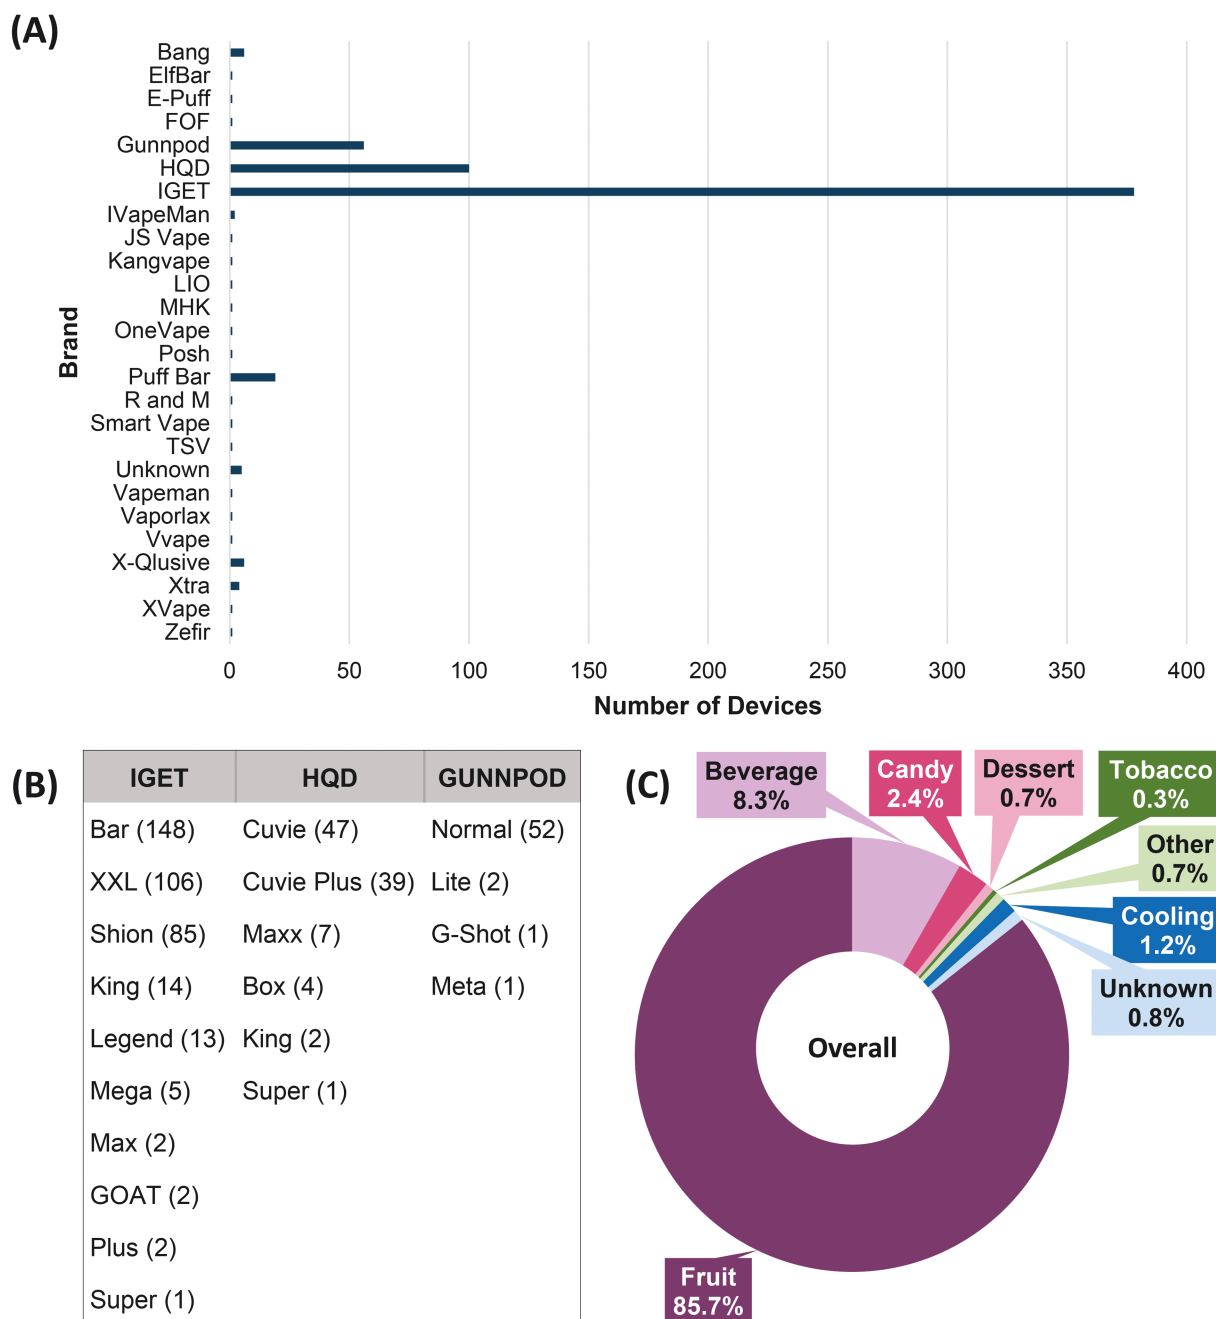 (A)
Bang
ElfBar
E-Puff
FOF
Gunnpod
HQD
IGET
IVapeMan
JS Vape
Kangvape
LIO
MHK
OneVape
Posh
Puff Bar
R and M
Smart Vape
TSV
Unknown
Vapeman
Vaporlax
Vvape
X-Qlusive
Xtra
XVape
Zefir
Brand
0 50 100 150 200 250 300 350 400
Number of Devices
(B)
IGET HQD GUNNPOD
Bar (148) Cuvie (47) Normal (52)
XXL (106) Cuvie Plus (39) Lite (2)
Shion (85) Maxx (7) G-Shot (1)
King (14) Box (4) Meta (1)
Legend (13) King (2)
Mega (5) Super (1)
Max (2)
GOAT (2)
Plus (2)
Super (1)
(C)
Beverage
8.3%
Candy
2.4%
Dessert
0.7%
Tobacco
0.3%
Other
0.7%
Cooling
1.2%
Unknown
0.8%
Overall
Fruit
85.7%